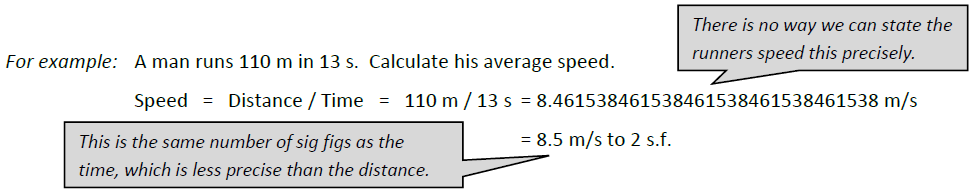 There is no way we can state the
runners speed this precisely.
For example: A man runs 110 m in 13 s. Calculate his average speed.
Speed = Distance / Time = 110 m / 13 s = 8.461538461538461538461538461538 m/s
This is the same number of sig figs as the
time, which is less precise than the distance.
= 8.5 m/s to 2 s.f.